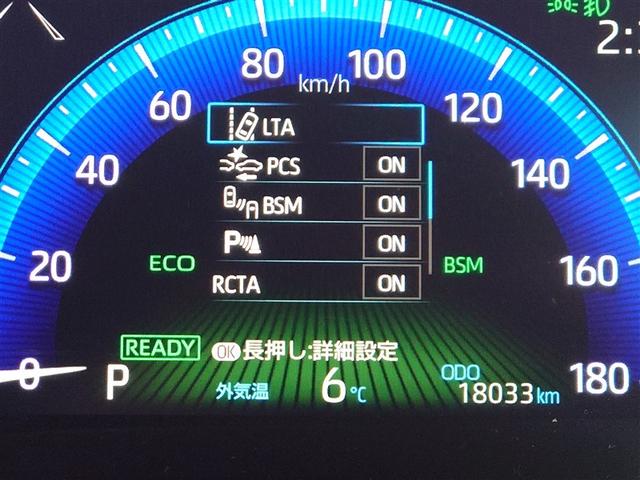 80 100
km/h
60 120
LTA
40 PCS ON 140
BSM ON
P ON
20 ECO BSM 160
RCTA ON
READY OK 長押し:詳細設定
0 P 外気温 6℃ ODO 18033km 180